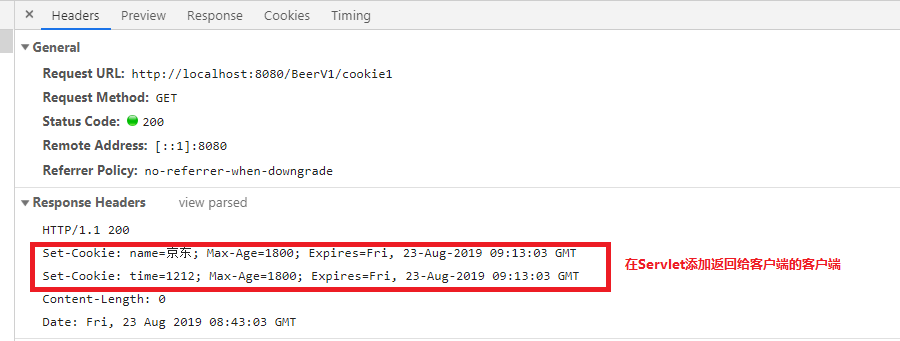 × Headers Preview Response Cookies Timing
▼ General
Request URL: http://localhost:8080/BeerV1/cookie1
Request Method: GET
Status Code: 200
Remote Address: [::1]:8080
Referrer Policy: no-referrer-when-downgrade
▼ Response Headers view parsed
HTTP/1.1 200
Set-Cookie: name=京东; Max-Age=1800; Expires=Fri, 23-Aug-2019 09:13:03 GMT
Set-Cookie: time=1212; Max-Age=1800; Expires=Fri, 23-Aug-2019 09:13:03 GMT
在Servlet添加返回给客户端的客户端
Content-Length: 0
Date: Fri, 23 Aug 2019 08:43:03 GMT